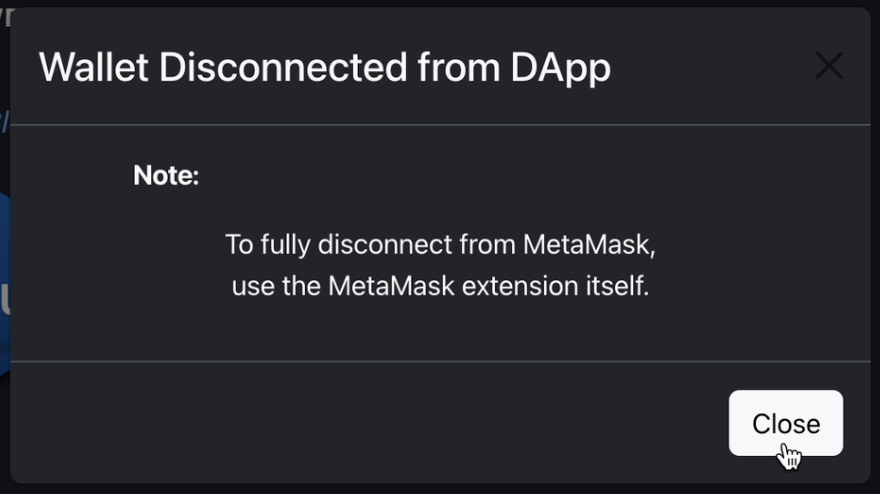 Wallet Disconnected from DApp
Note:
To fully disconnect from MetaMask,
use the MetaMask extension itself.
Close